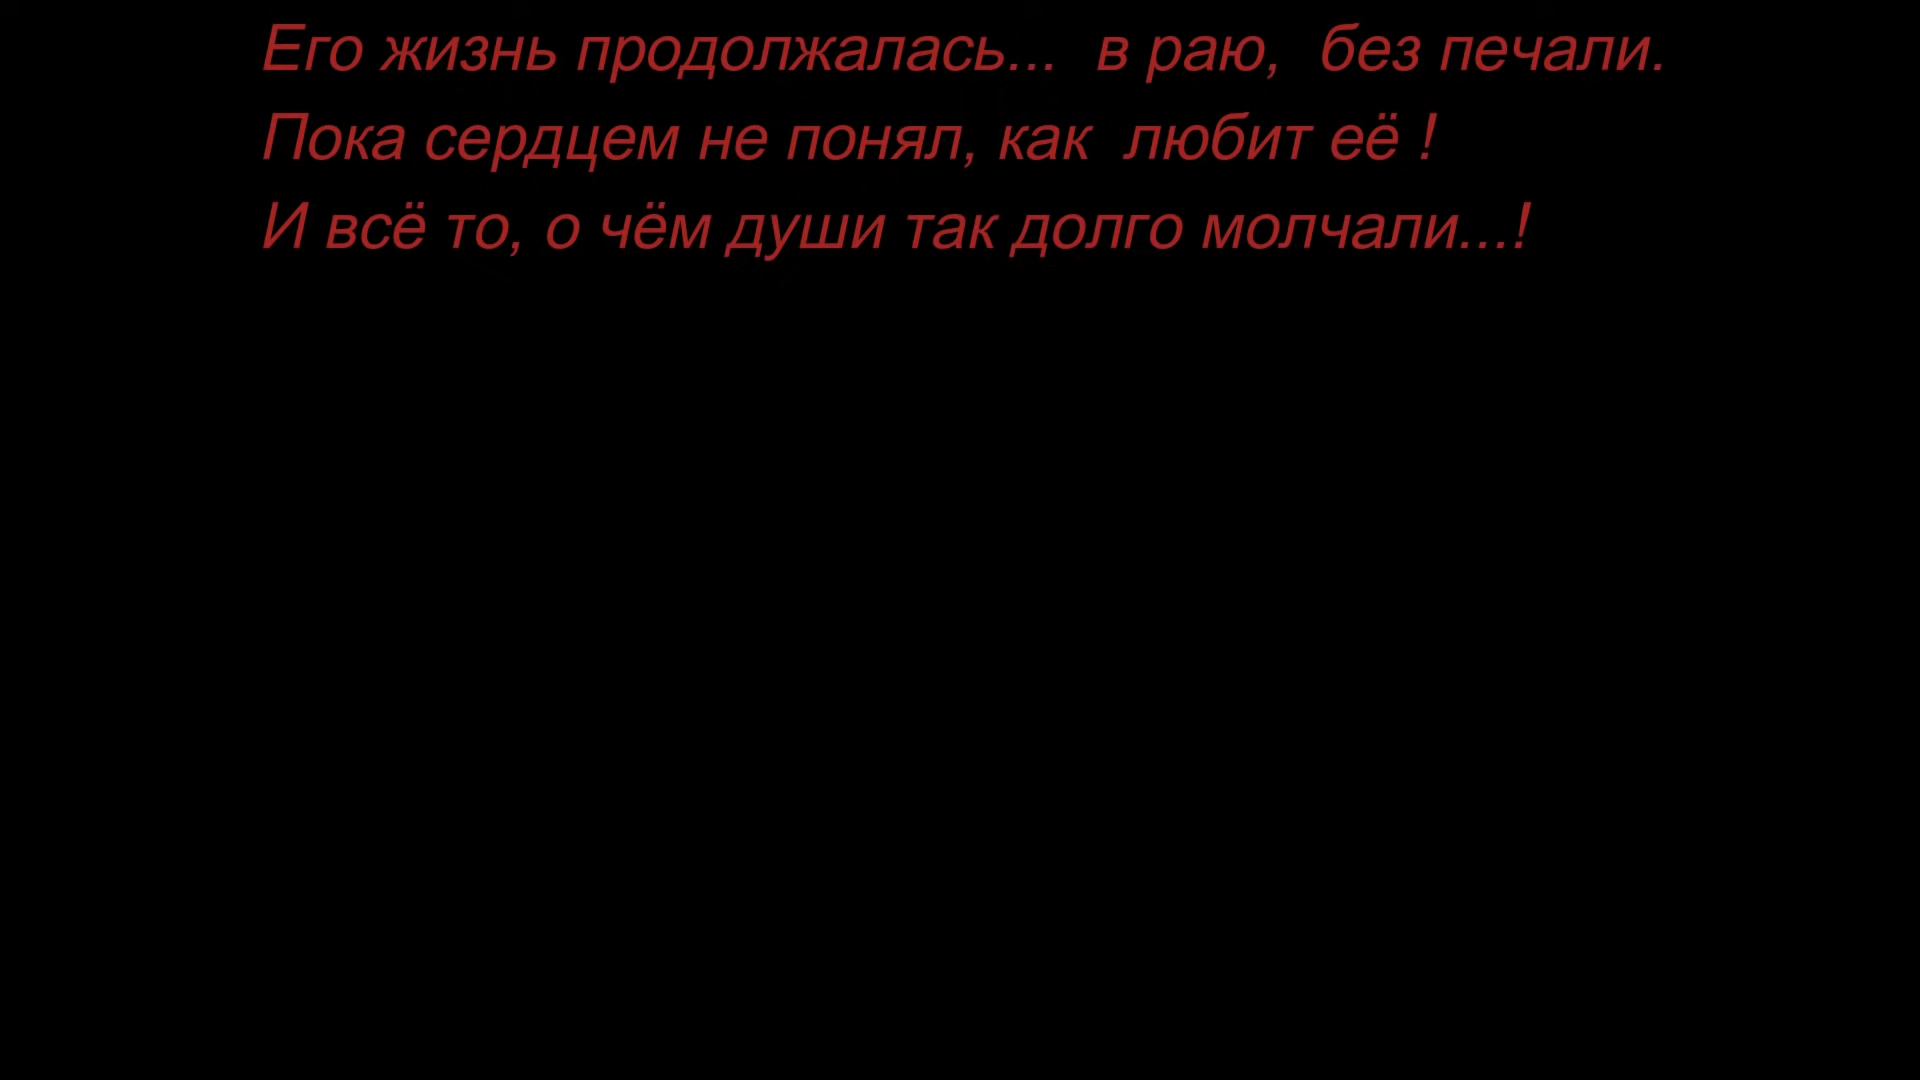 Его жизнь продолжалась...  в раю,  без печали.
Пока сердцем не понял, как  любит её !
И всё то, о чём души так долго молчали...!